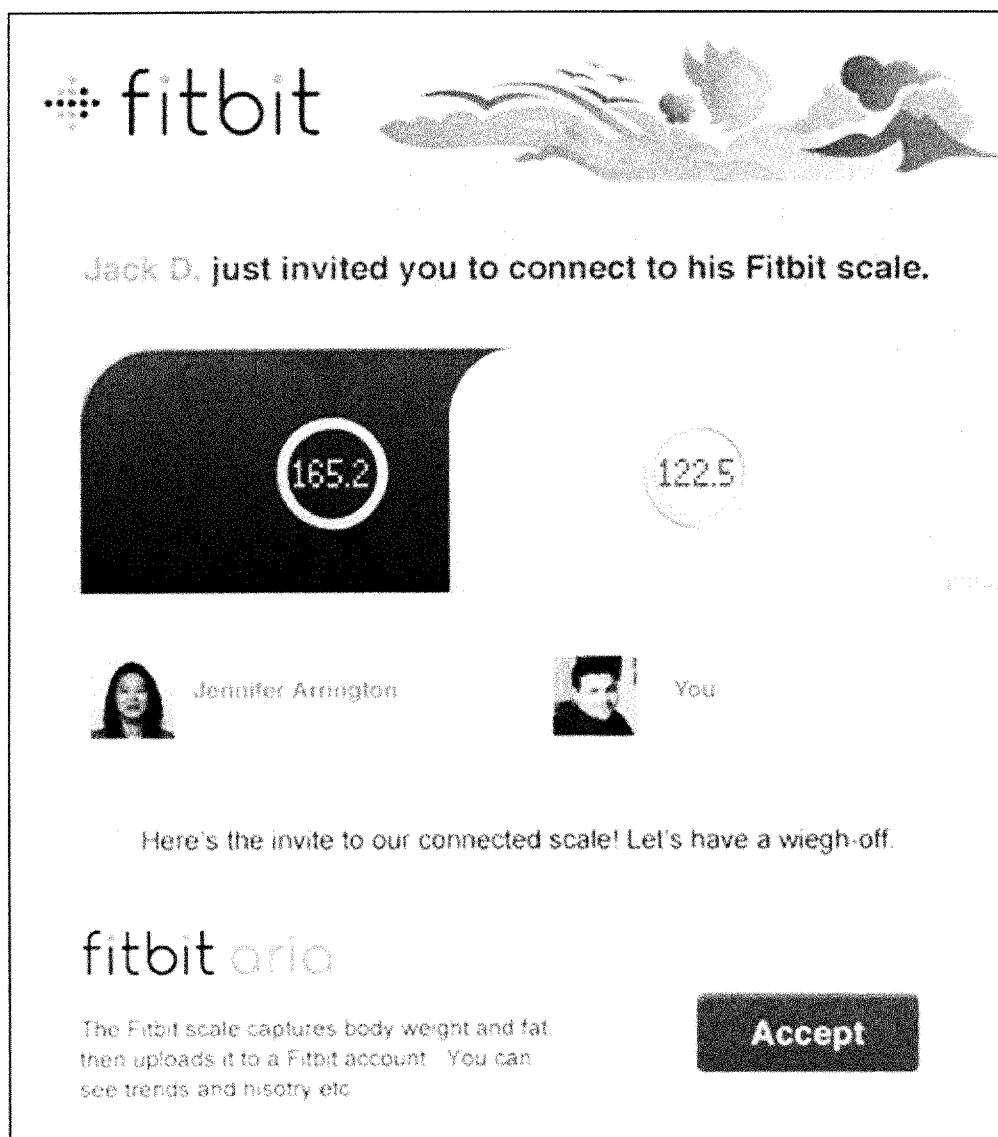 fitbit
Jack D. just invited you to connect to his Fitbit scale.
165.2
122.5
Jennifer Arrington
You
Here's the invite to our connected scale! Let's have a wiegh-off.
fitbit aria
The Fitbit scale captures body weight and fat,
then uploads it to a Fitbit account. You can
see trends and hisotry etc
Accept